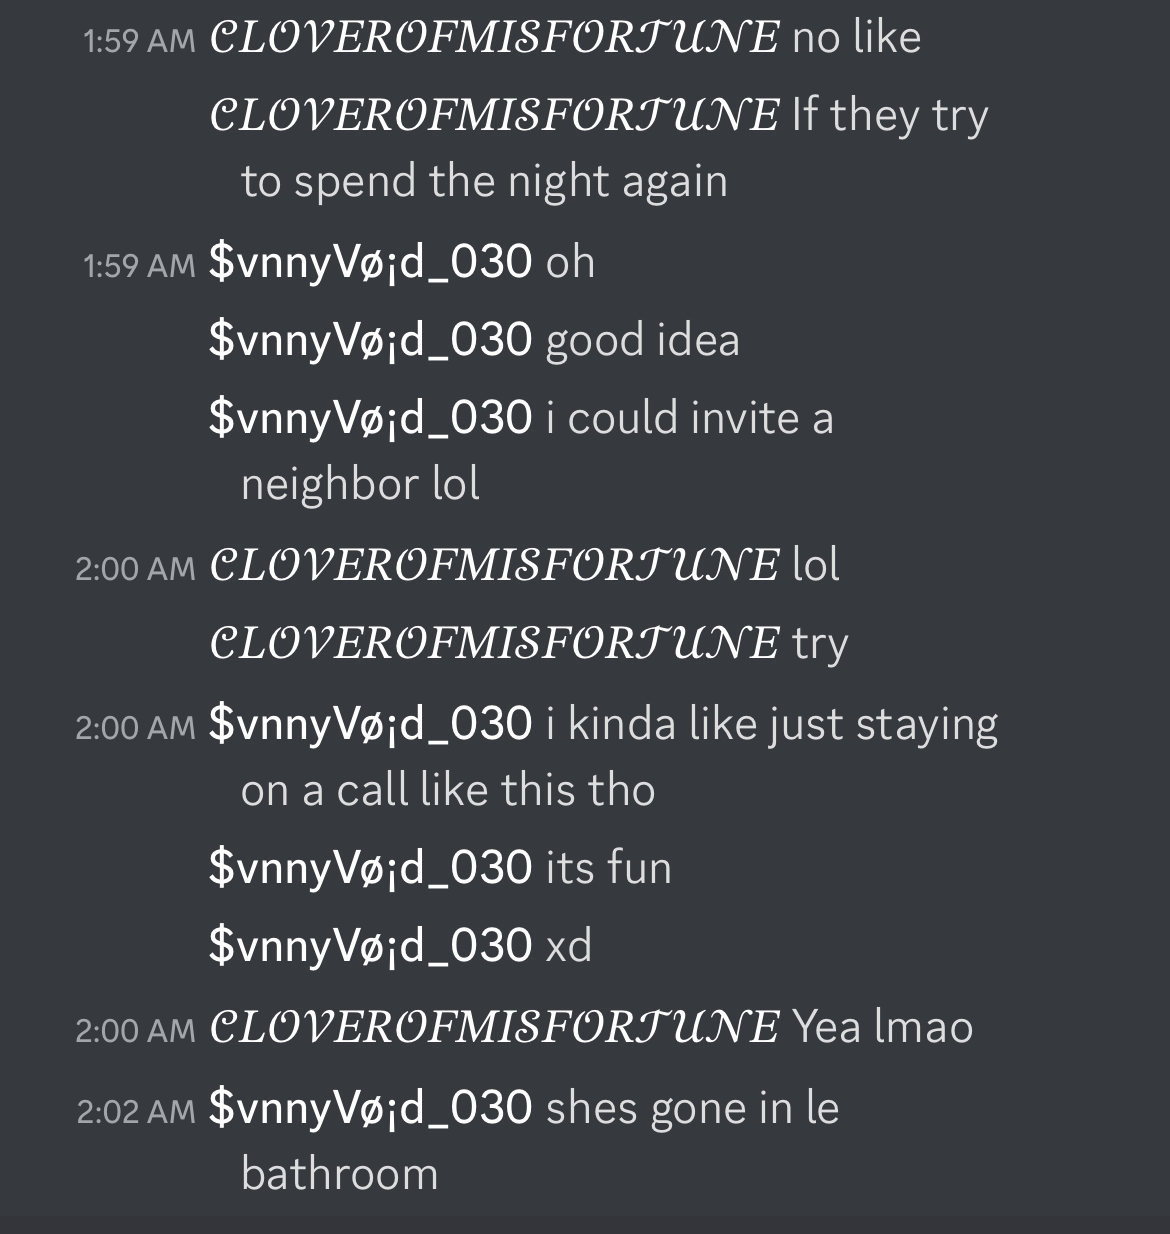 1:59 AM 𝓒𝓛𝓞𝓥𝓔𝓡𝓞𝓕𝓜𝓘𝓢𝓕𝓞𝓡𝓣𝓤𝓝𝓔 no like
𝓒𝓛𝓞𝓥𝓔𝓡𝓞𝓕𝓜𝓘𝓢𝓕𝓞𝓡𝓣𝓤𝓝𝓔 If they try
to spend the night again
1:59 AM $vnnyVø¡d_030 oh
$vnnyVø¡d_030 good idea
$vnnyVø¡d_030 i could invite a
neighbor lol
2:00 AM 𝓒𝓛𝓞𝓥𝓔𝓡𝓞𝓕𝓜𝓘𝓢𝓕𝓞𝓡𝓣𝓤𝓝𝓔 lol
𝓒𝓛𝓞𝓥𝓔𝓡𝓞𝓕𝓜𝓘𝓢𝓕𝓞𝓡𝓣𝓤𝓝𝓔 try
2:00 AM $vnnyVø¡d_030 i kinda like just staying
on a call like this tho
$vnnyVø¡d_030 its fun
$vnnyVø¡d_030 xd
2:00 AM 𝓒𝓛𝓞𝓥𝓔𝓡𝓞𝓕𝓜𝓘𝓢𝓕𝓞𝓡𝓣𝓤𝓝𝓔 Yea lmao
2:02 AM $vnnyVø¡d_030 shes gone in le
bathroom